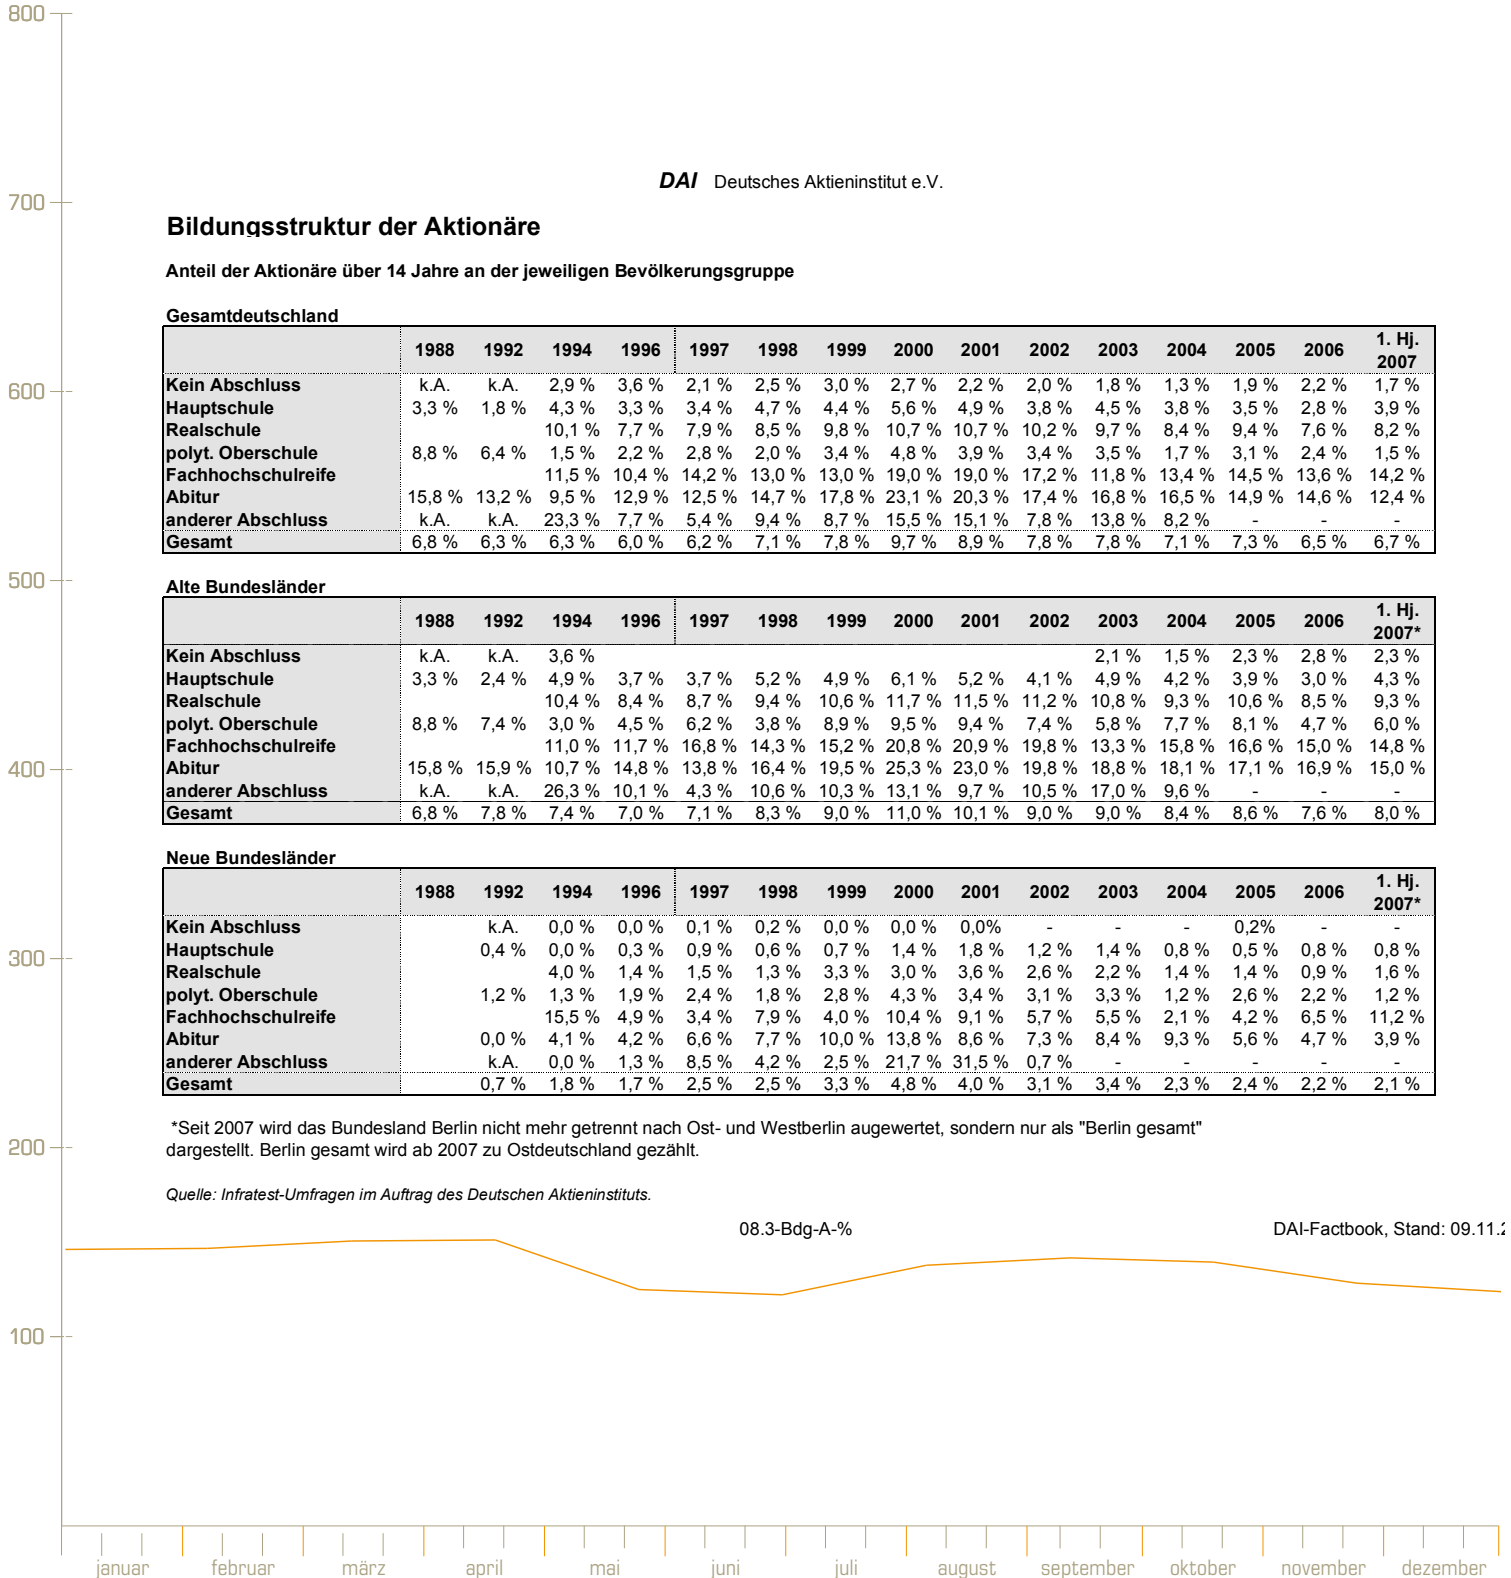 800
DAI Deutsches Aktieninstitut e.V.
700
Bildungsstruktur der Aktionäre
Anteil der Aktionäre über 14 Jahre an der jeweiligen Bevölkerungsgruppe
Gesamtdeutschland
1988 1992 1994 1996 1997 1998 1999 2000 2001 2002 2003 2004 2005 2006 1. Hj. 2007
600
Kein Abschluss k.A. k.A. 2,9 % 3,6 % 2,1 % 2,5 % 3,0 % 2,7 % 2,2 % 2,0 % 1,8 % 1,3 % 1,9 % 2,2 % 1,7 %
Hauptschule 3,3 % 1,8 % 4,3 % 3,3 % 3,4 % 4,7 % 4,4 % 5,6 % 4,9 % 3,8 % 4,5 % 3,8 % 3,5 % 2,8 % 3,9 %
Realschule 10,1 % 7,7 % 7,9 % 8,5 % 9,8 % 10,7 % 10,7 % 10,2 % 9,7 % 8,4 % 9,4 % 7,6 % 8,2 %
polyt. Oberschule 8,8 % 6,4 % 1,5 % 2,2 % 2,8 % 2,0 % 3,4 % 4,8 % 3,9 % 3,4 % 3,5 % 1,7 % 3,1 % 2,4 % 1,5 %
Fachhochschulreife 11,5 % 10,4 % 14,2 % 13,0 % 13,0 % 19,0 % 19,0 % 17,2 % 11,8 % 13,4 % 14,5 % 13,6 % 14,2 %
Abitur 15,8 % 13,2 % 9,5 % 12,9 % 12,5 % 14,7 % 17,8 % 23,1 % 20,3 % 17,4 % 16,8 % 16,5 % 14,9 % 14,6 % 12,4 %
anderer Abschluss k.A. k.A. 23,3 % 7,7 % 5,4 % 9,4 % 8,7 % 15,5 % 15,1 % 7,8 % 13,8 % 8,2 % - - -
Gesamt 6,8 % 6,3 % 6,3 % 6,0 % 6,2 % 7,1 % 7,8 % 9,7 % 8,9 % 7,8 % 7,8 % 7,1 % 7,3 % 6,5 % 6,7 %
500
Alte Bundesländer
1988 1992 1994 1996 1997 1998 1999 2000 2001 2002 2003 2004 2005 2006 1. Hj. 2007*
Kein Abschluss k.A. k.A. 3,6 % 2,1 % 1,5 % 2,3 % 2,8 % 2,3 %
Hauptschule 3,3 % 2,4 % 4,9 % 3,7 % 3,7 % 5,2 % 4,9 % 6,1 % 5,2 % 4,1 % 4,9 % 4,2 % 3,9 % 3,0 % 4,3 %
Realschule 10,4 % 8,4 % 8,7 % 9,4 % 10,6 % 11,7 % 11,5 % 11,2 % 10,8 % 9,3 % 10,6 % 8,5 % 9,3 %
polyt. Oberschule 8,8 % 7,4 % 3,0 % 4,5 % 6,2 % 3,8 % 8,9 % 9,5 % 9,4 % 7,4 % 5,8 % 7,7 % 8,1 % 4,7 % 6,0 %
Fachhochschulreife 11,0 % 11,7 % 16,8 % 14,3 % 15,2 % 20,8 % 20,9 % 19,8 % 13,3 % 15,8 % 16,6 % 15,0 % 14,8 %
400
Abitur 15,8 % 15,9 % 10,7 % 14,8 % 13,8 % 16,4 % 19,5 % 25,3 % 23,0 % 19,8 % 18,8 % 18,1 % 17,1 % 16,9 % 15,0 %
anderer Abschluss k.A. k.A. 26,3 % 10,1 % 4,3 % 10,6 % 10,3 % 13,1 % 9,7 % 10,5 % 17,0 % 9,6 % - - -
Gesamt 6,8 % 7,8 % 7,4 % 7,0 % 7,1 % 8,3 % 9,0 % 11,0 % 10,1 % 9,0 % 9,0 % 8,4 % 8,6 % 7,6 % 8,0 %
Neue Bundesländer
1988 1992 1994 1996 1997 1998 1999 2000 2001 2002 2003 2004 2005 2006 1. Hj. 2007*
Kein Abschluss k.A. 0,0 % 0,0 % 0,1 % 0,2 % 0,0 % 0,0 % 0,0% - - - 0,2% - -
Hauptschule 0,4 % 0,0 % 0,3 % 0,9 % 0,6 % 0,7 % 1,4 % 1,8 % 1,2 % 1,4 % 0,8 % 0,5 % 0,8 % 0,8 %
300
Realschule 4,0 % 1,4 % 1,5 % 1,3 % 3,3 % 3,0 % 3,6 % 2,6 % 2,2 % 1,4 % 1,4 % 0,9 % 1,6 %
polyt. Oberschule 1,2 % 1,3 % 1,9 % 2,4 % 1,8 % 2,8 % 4,3 % 3,4 % 3,1 % 3,3 % 1,2 % 2,6 % 2,2 % 1,2 %
Fachhochschulreife 15,5 % 4,9 % 3,4 % 7,9 % 4,0 % 10,4 % 9,1 % 5,7 % 5,5 % 2,1 % 4,2 % 6,5 % 11,2 %
Abitur 0,0 % 4,1 % 4,2 % 6,6 % 7,7 % 10,0 % 13,8 % 8,6 % 7,3 % 8,4 % 9,3 % 5,6 % 4,7 % 3,9 %
anderer Abschluss k.A. 0,0 % 1,3 % 8,5 % 4,2 % 2,5 % 21,7 % 31,5 % 0,7 % - - - - -
Gesamt 0,7 % 1,8 % 1,7 % 2,5 % 2,5 % 3,3 % 4,8 % 4,0 % 3,1 % 3,4 % 2,3 % 2,4 % 2,2 % 2,1 %
*Seit 2007 wird das Bundesland Berlin nicht mehr getrennt nach Ost- und Westberlin augewertet, sondern nur als "Berlin gesamt"
200
dargestellt. Berlin gesamt wird ab 2007 zu Ostdeutschland gezählt.
Quelle: Infratest-Umfragen im Auftrag des Deutschen Aktieninstituts.
08.3-Bdg-A-% DAI-Factbook, Stand: 09.11.2
100
januar februar märz april mai juni juli august september oktober november dezember